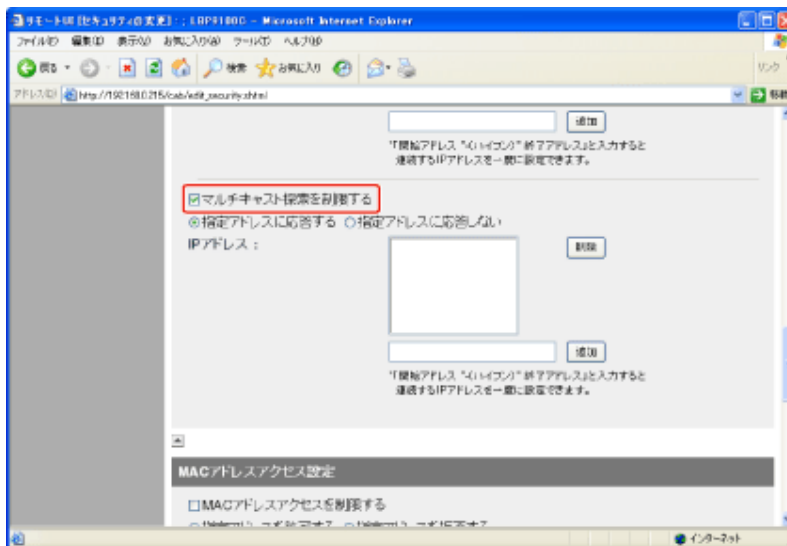 リモートUI [セキュリティの変更] : ; LBP9100C - Microsoft Internet Explorer
ファイル(F) 編集(E) 表示(V) お気に入り(A) ツール(T) ヘルプ(H)
戻る 検索 お気に入り リンク
アドレス(D) http://192.168.0.215/cab/edit_security.shtml 移動
追加
"「開始アドレス "-(ハイフン)" 終了アドレス」と入力すると
連続するIPアドレスを一度に設定できます。
マルチキャスト探索を制限する
指定アドレスに応答する 指定アドレスに応答しない
IPアドレス :
削除
追加
"「開始アドレス "-(ハイフン)" 終了アドレス」と入力すると
連続するIPアドレスを一度に設定できます。
MACアドレスアクセス設定
MACアドレスアクセスを制限する
インターネット